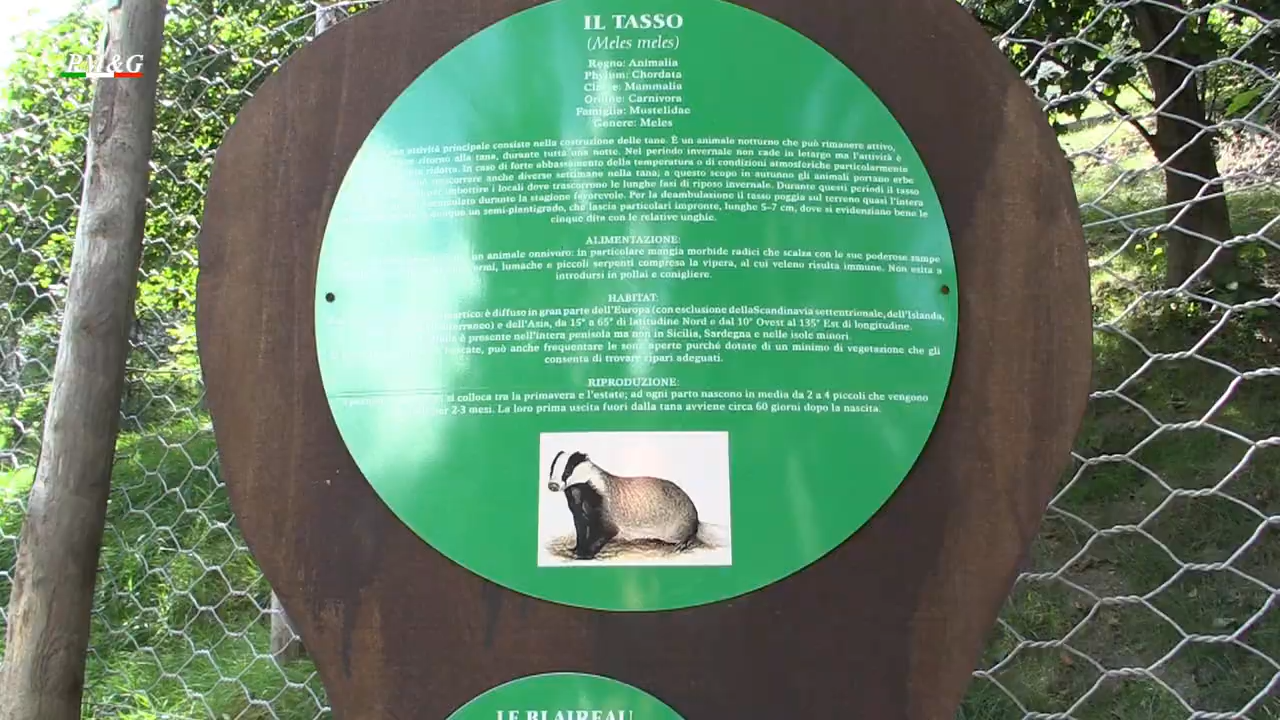 PM&G
IL TASSO
(Meles meles)
Regno: Animalia
Phylum: Chordata
Classe: Mammalia
Ordine: Carnivora
Famiglia: Mustelidae
Genere: Meles
attività principale consiste nella costruzione delle tane. È un animale notturno che può rimanere attivo,
ritorno alla tana, durante tutta una notte. Nel periodo invernale non cade in letargo ma l'attività è
ridotta. In caso di forte abbassamento della temperatura o di condizioni atmosferiche particolarmente
trascorrere anche diverse settimane nella tana; a questo scopo in autunno gli animali portano erbe
per imbottire i locali dove trascorrono le lunghe fasi di riposo invernale. Durante questi periodi il tasso
accumulato durante la stagione favorevole. Per la deambulazione il tasso poggia sul terreno quasi l'intera
un semi-plantigrado, che lascia particolari impronte, lunghe 5-7 cm, dove si evidenziano bene le
cinque dita con le relative unghie.
ALIMENTAZIONE:
un animale onnivoro: in particolare mangia morbide radici che scalza con le sue poderose zampe
lumache e piccoli serpenti compresa la vipera, al cui veleno risulta immune. Non esita a
introdursi in pollai e conigliere.
HABITAT:
è diffuso in gran parte dell'Europa (con esclusione dellaScandinavia settentrionale, dell'Islanda,
e dell'Asia, da 15° a 65° di latitudine Nord e dal 10° Ovest al 135° Est di longitudine.
è presente nell'intera penisola ma non in Sicilia, Sardegna e nelle isole minori.
può anche frequentare le zone aperte purché dotate di un minimo di vegetazione che gli
consenta di trovare ripari adeguati.
RIPRODUZIONE:
si colloca tra la primavera e l'estate; ad ogni parto nascono in media da 2 a 4 piccoli che vengono
2-3 mesi. La loro prima uscita fuori dalla tana avviene circa 60 giorni dopo la nascita.
LE BLAIREAU